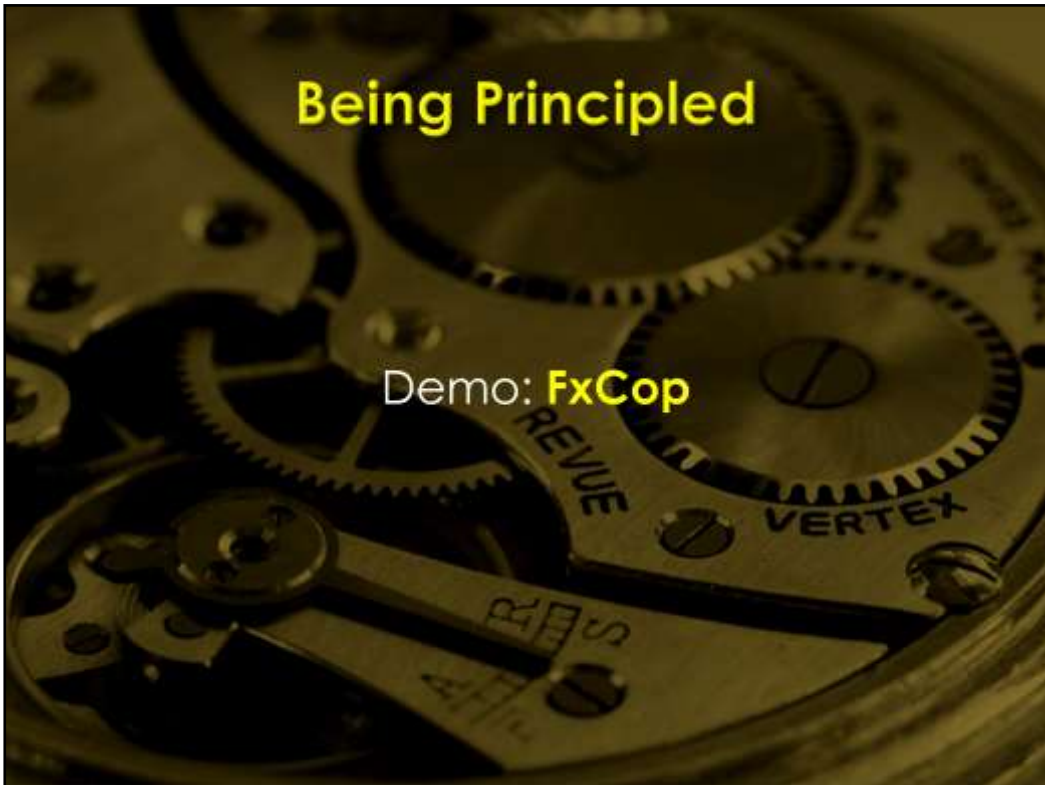 Being Principled
Demo: FxCop
REVUE
VERTEX
R S
A F